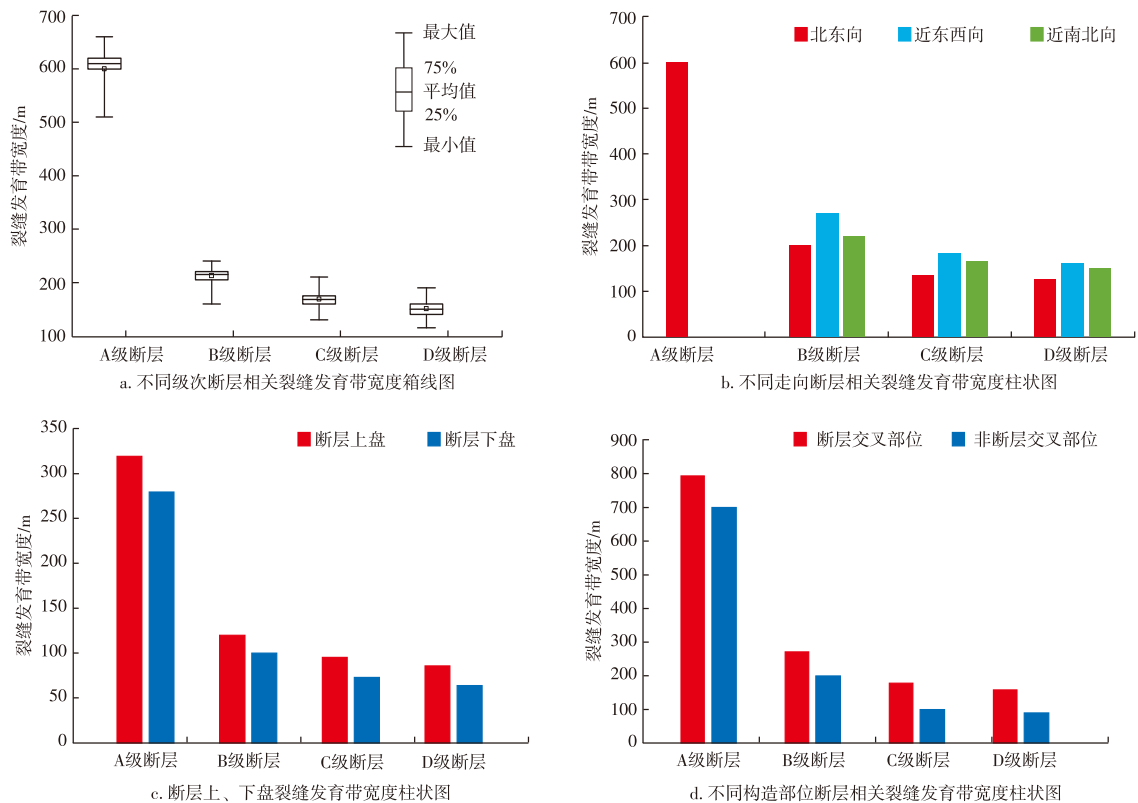 700
600
500
400
300
200
100
裂缝发育带宽度/m
最大值
75%
平均值
25%
最小值
A级断层
B级断层
C级断层
D级断层
a. 不同级次断层相关裂缝发育带宽度箱线图
700
600
500
400
300
200
100
0
裂缝发育带带宽度/m
北东向
近东西向
近南北向
A级断层
B级断层
C级断层
D级断层
b. 不同走向断层相关裂缝发育带宽度柱状图
350
300
250
200
150
100
50
0
裂缝发育带宽度/m
断层上盘
断层下盘
A级断层
B级断层
C级断层
D级断层
c. 断层上、下盘裂缝发育带宽度柱状图
900
800
700
600
500
400
300
200
100
0
裂缝发育带宽度/m
断层交叉部位
非断层交叉部位
A级断层
B级断层
C级断层
D级断层
d. 不同构造部位断层相关裂缝发育带宽度柱状图